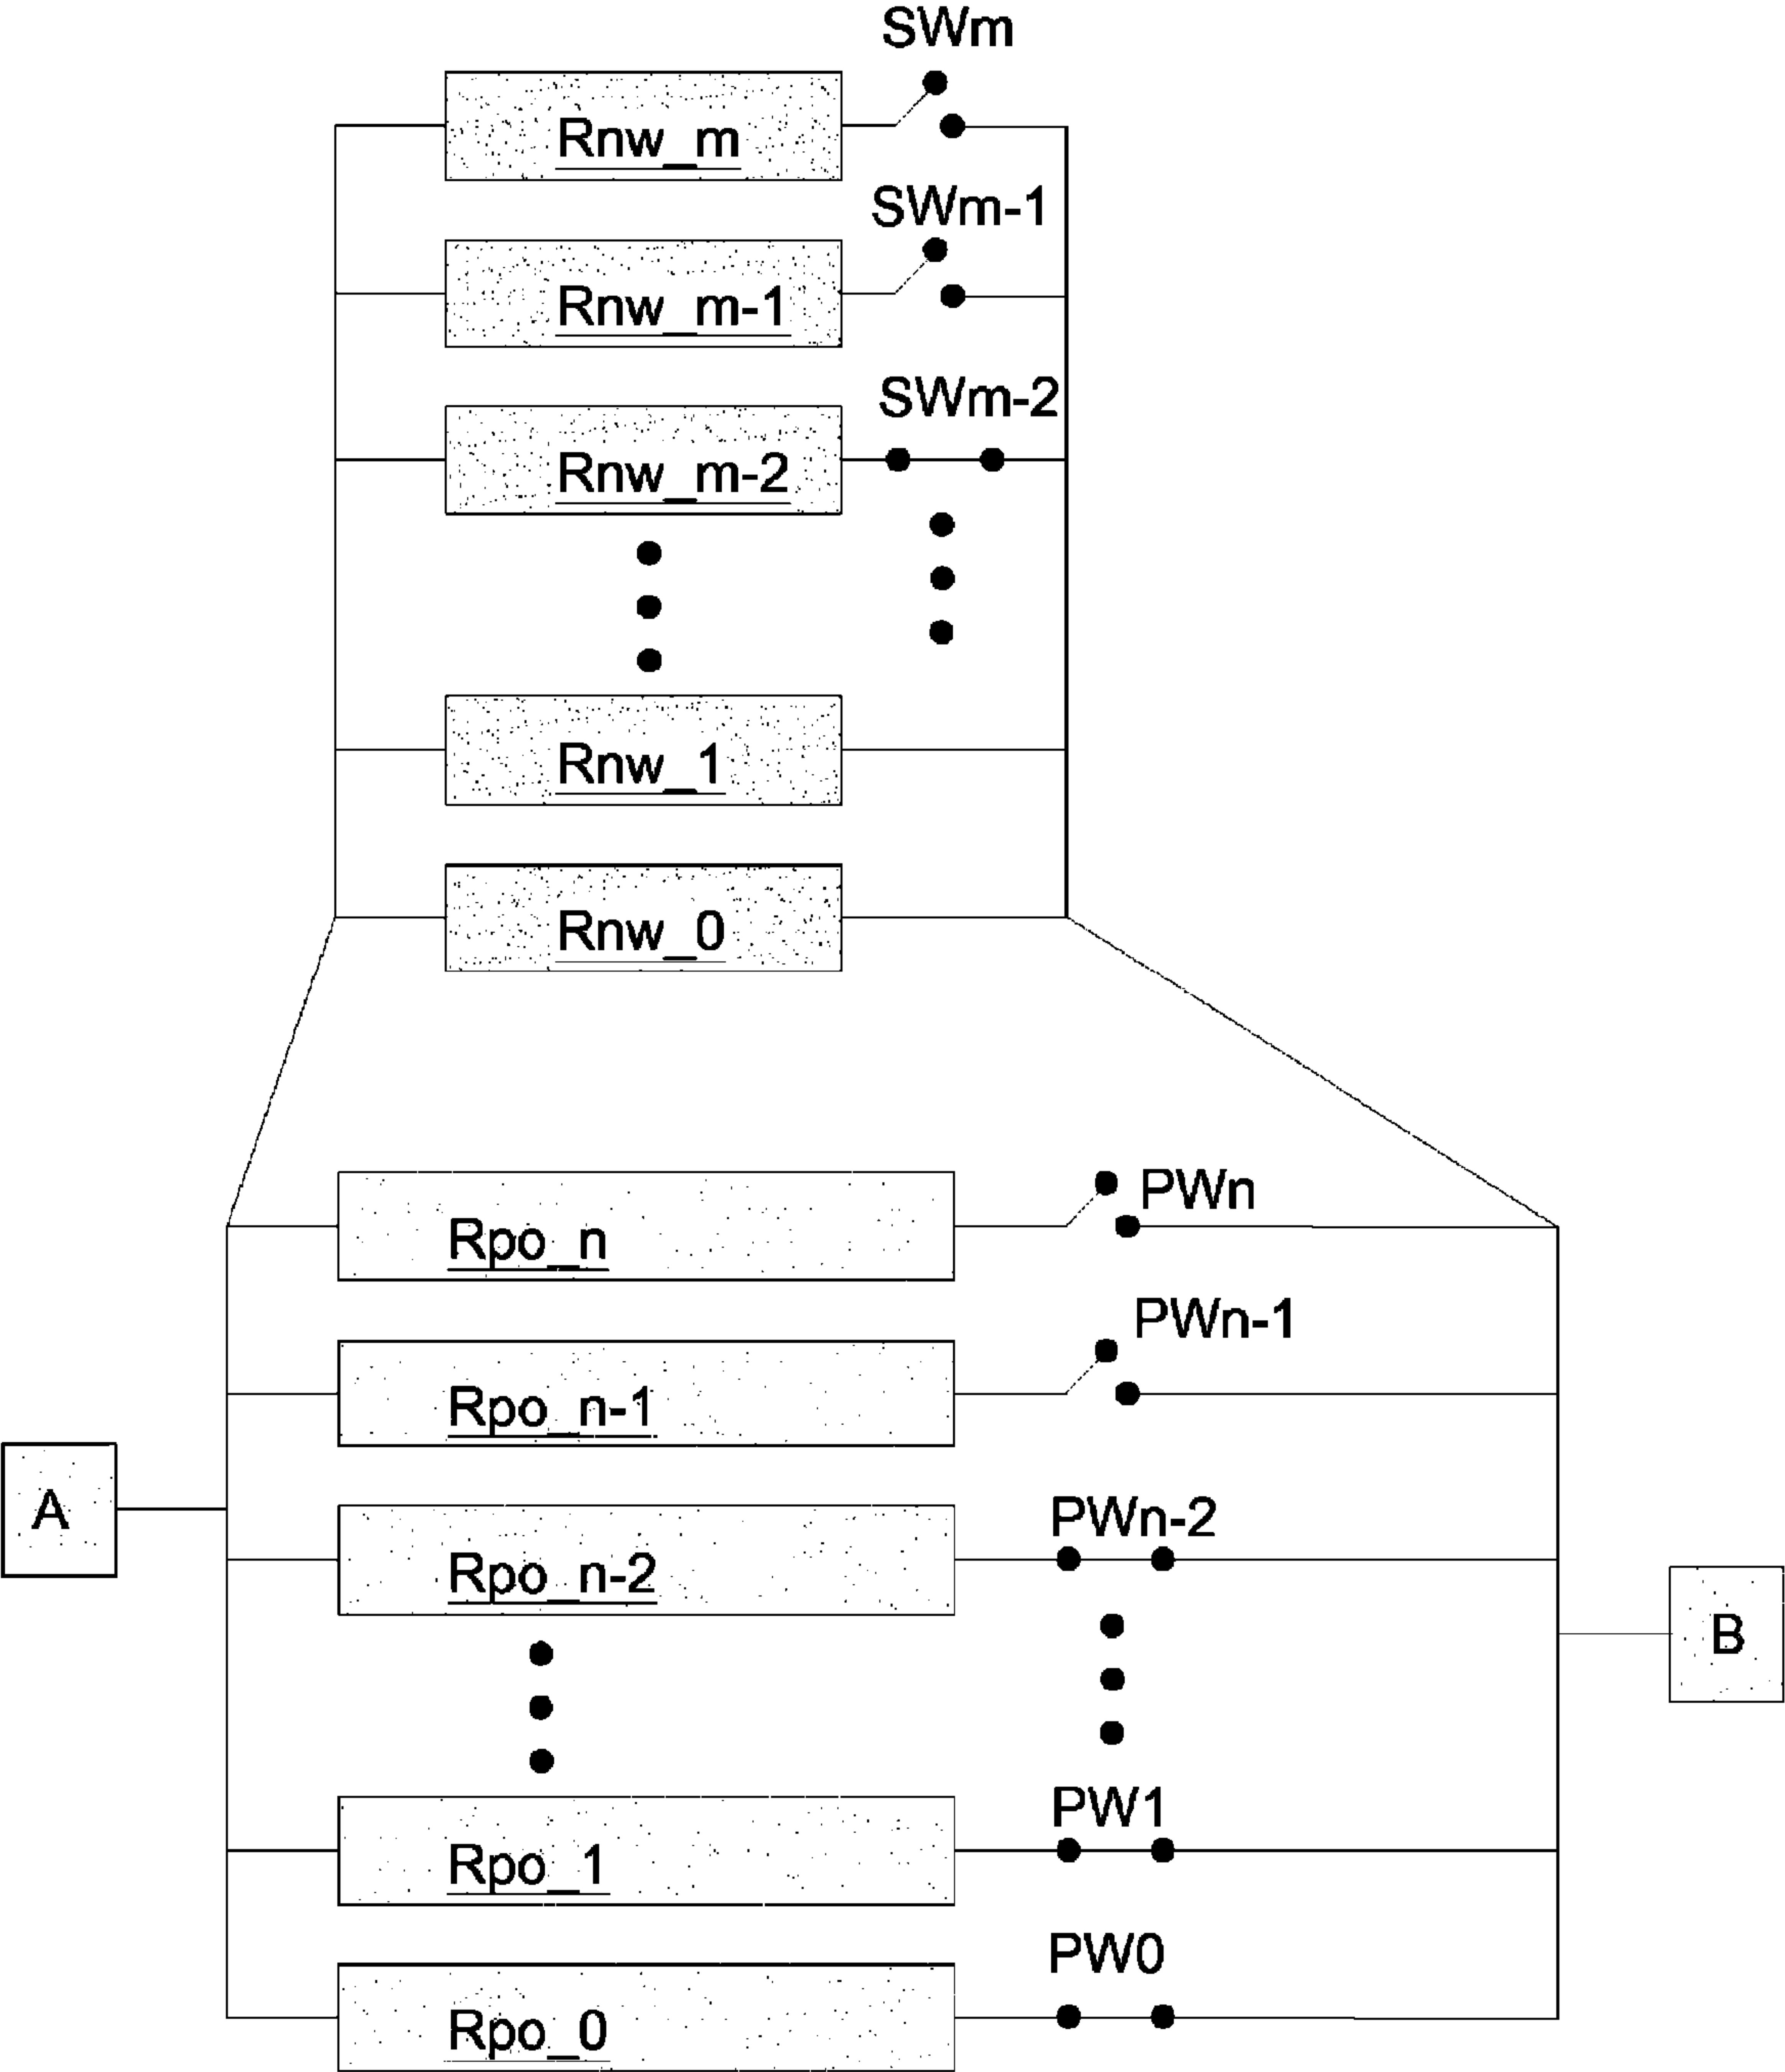 SWm
Rnw_m
SWm-1
Rnw_m-1
SWm-2
Rnw_m-2
Rnw_1
Rnw_0
PWn
Rpo_n
PWn-1
Rpo_n-1
A
PWn-2
Rpo_n-2
B
PW1
Rpo_1
PW0
Rpo_0